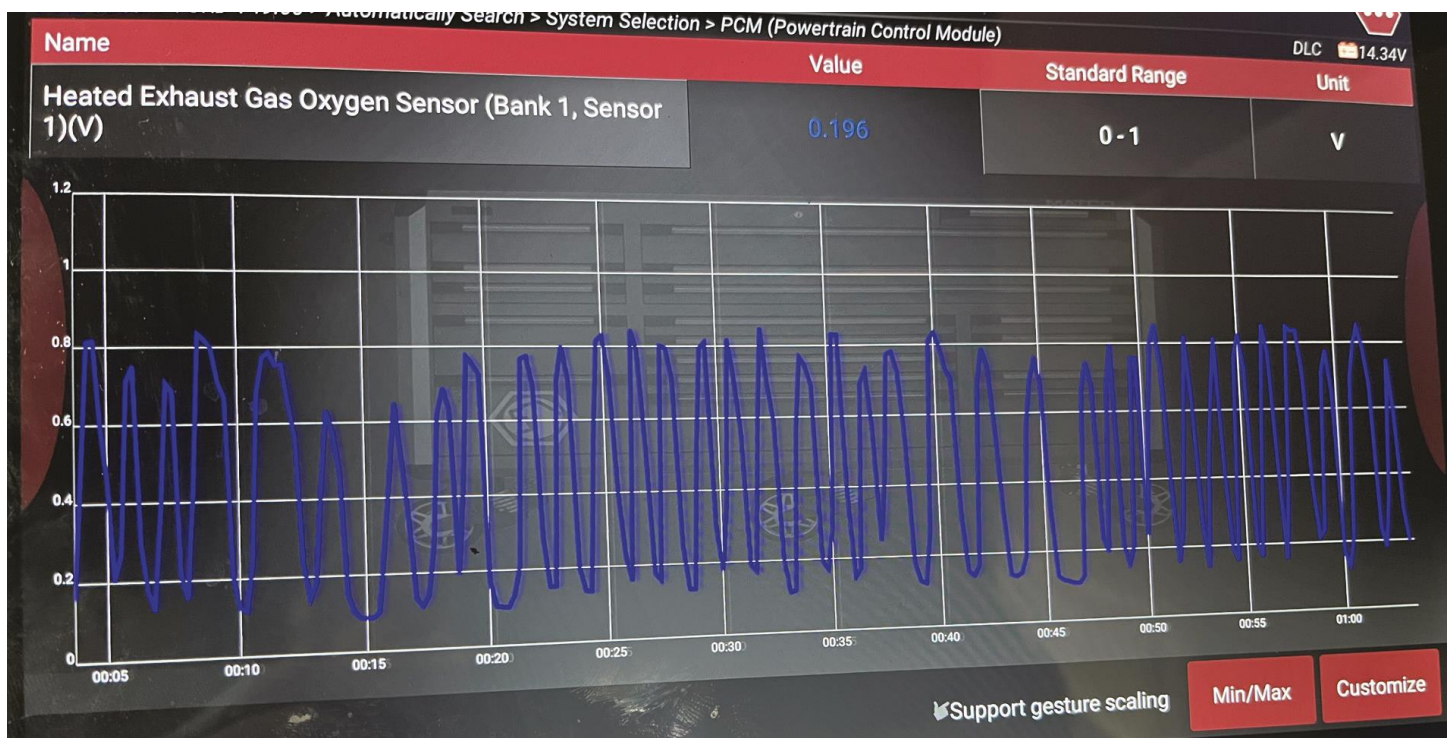 Automatically Search > System Selection > PCM (Powertrain Control Module)
DLC 14.34V
Name Value Standard Range Unit
Heated Exhaust Gas Oxygen Sensor (Bank 1, Sensor
1)(V)
0.196 0 - 1 V
1.2
1
0.8
0.6
0.4
0.2
0
00:05 00:10 00:15 00:20 00:25 00:30 00:35 00:40 00:45 00:50 00:55 01:00
Support gesture scaling
Min/Max
Customize